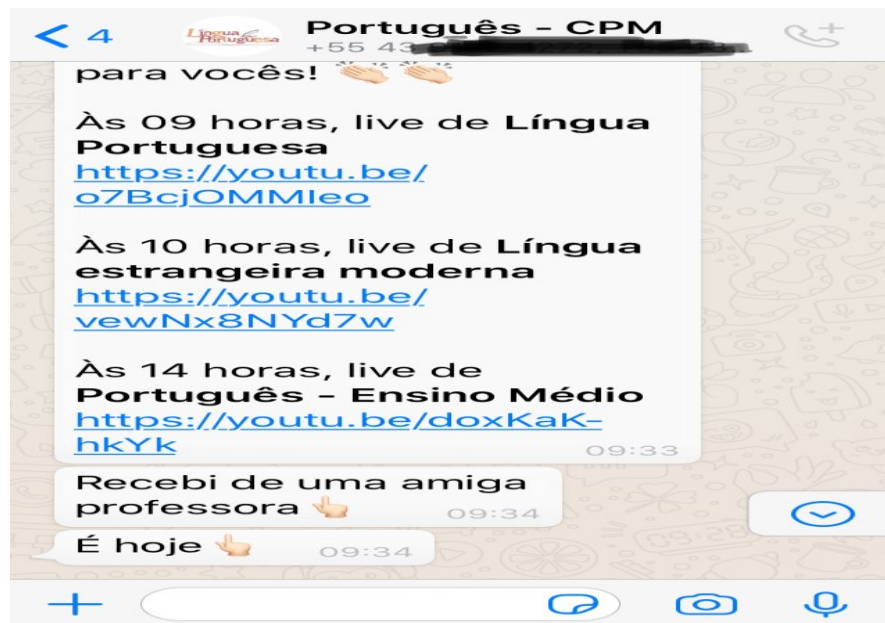 4
Língua
Portuguesa
Português - CPM
+55 43
para vocês! 👏🏻 👏🏻
Às 09 horas, live de Língua
Portuguesa
https://youtu.be/
o7BcjOMMIeo
Às 10 horas, live de Língua
estrangeira moderna
https://youtu.be/
vewNx8NYd7w
Às 14 horas, live de
Português - Ensino Médio
https://youtu.be/doxKaK-
hkYk 09:33
Recebi de uma amiga
professora 👆🏻 09:34
É hoje 👆🏻 09:34